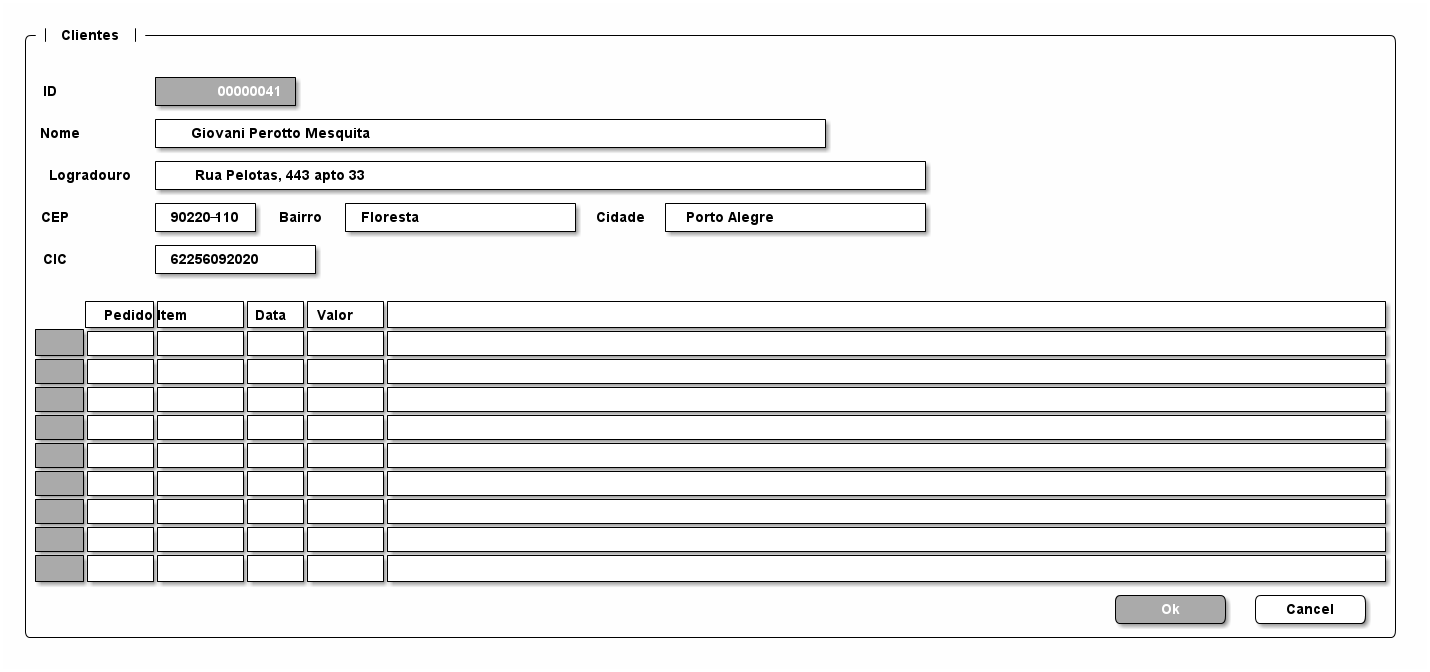 Clientes
ID 00000041
Nome Giovani Perotto Mesquita
Logradouro Rua Pelotas, 443 apto 33
CEP 90220-110 Bairro Floresta Cidade Porto Alegre
CIC 62256092020
Pedido Item Data Valor
Ok Cancel